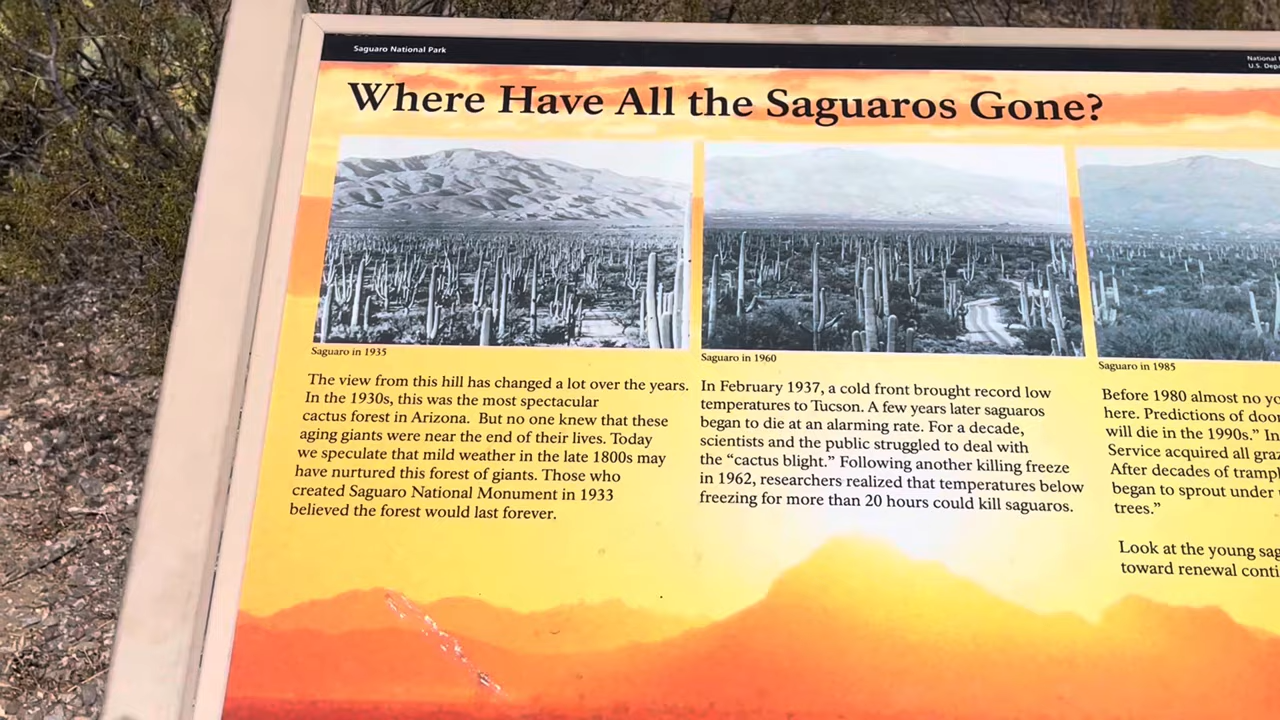 Saguaro National Park
National
U.S. Dep
Where Have All the Saguaros Gone?
Saguaro in 1935
Saguaro in 1960
Saguaro in 1985
The view from this hill has changed a lot over the years.
In the 1930s, this was the most spectacular
cactus forest in Arizona. But no one knew that these
aging giants were near the end of their lives. Today
we speculate that mild weather in the late 1800s may
have nurtured this forest of giants. Those who
created Saguaro National Monument in 1933
believed the forest would last forever.
In February 1937, a cold front brought record low
temperatures to Tucson. A few years later saguaros
began to die at an alarming rate. For a decade,
scientists and the public struggled to deal with
the “cactus blight.” Following another killing freeze
in 1962, researchers realized that temperatures below
freezing for more than 20 hours could kill saguaros.
Before 1980 almost no yo
here. Predictions of doo
will die in the 1990s.” In
Service acquired all graz
After decades of trampl
began to sprout under
trees.”
Look at the young sag
toward renewal conti